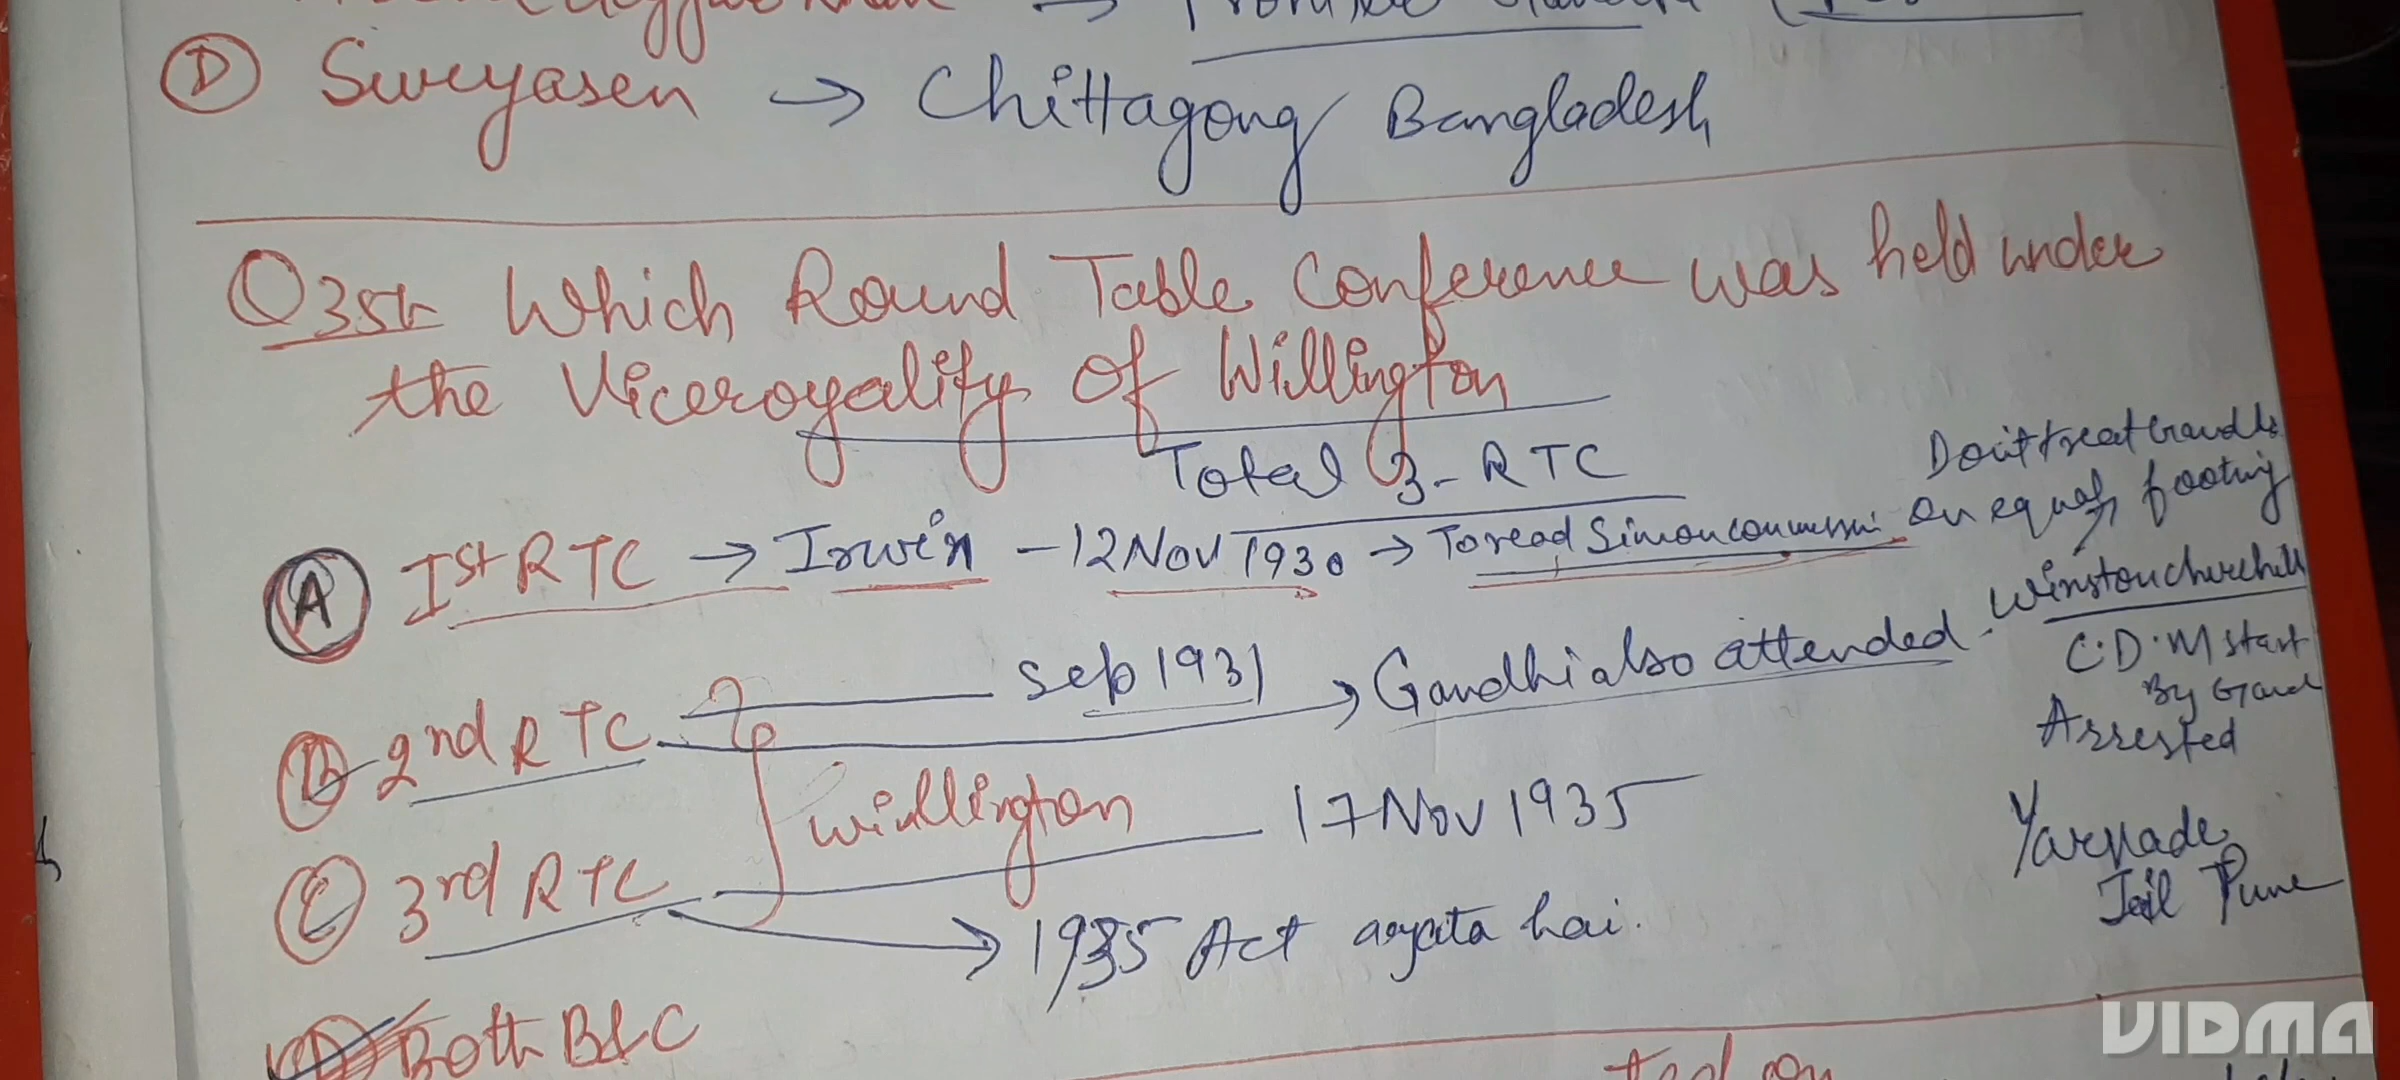 D Suryasen → Chittagong Bangladesh
Q35th Which Round Table Conference was held under
the Viceroyality of Willington
Total 3- RTC
Don't treat Gandhi
on equal footing
A Ist RTC → Irwin - 12 Nov 1930 → To read Simon commission
Winston churchill
B 2nd RTC Sep 1931 → Gandhi also attended
C.D.M start
By Gand
Arrested
Willington
C 3rd RTC 17 Nov 1935
Jail Pune
→ 1935 Act aayata hai.
D Both B&C
VIDMA